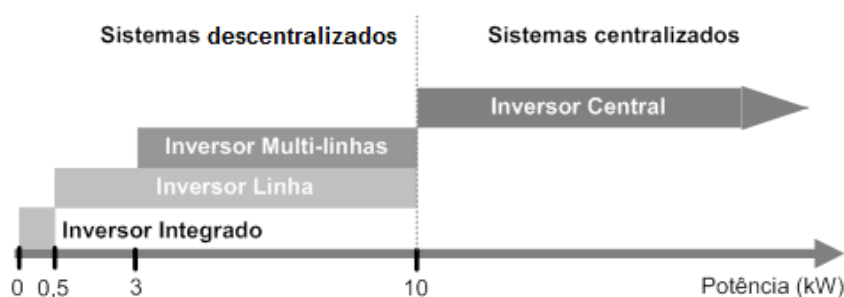 Sistemas descentralizados
Sistemas centralizados
Inversor Central
Inversor Multi-linhas
Inversor Linha
Inversor Integrado
0 0,5 3 10 Potência (kW)